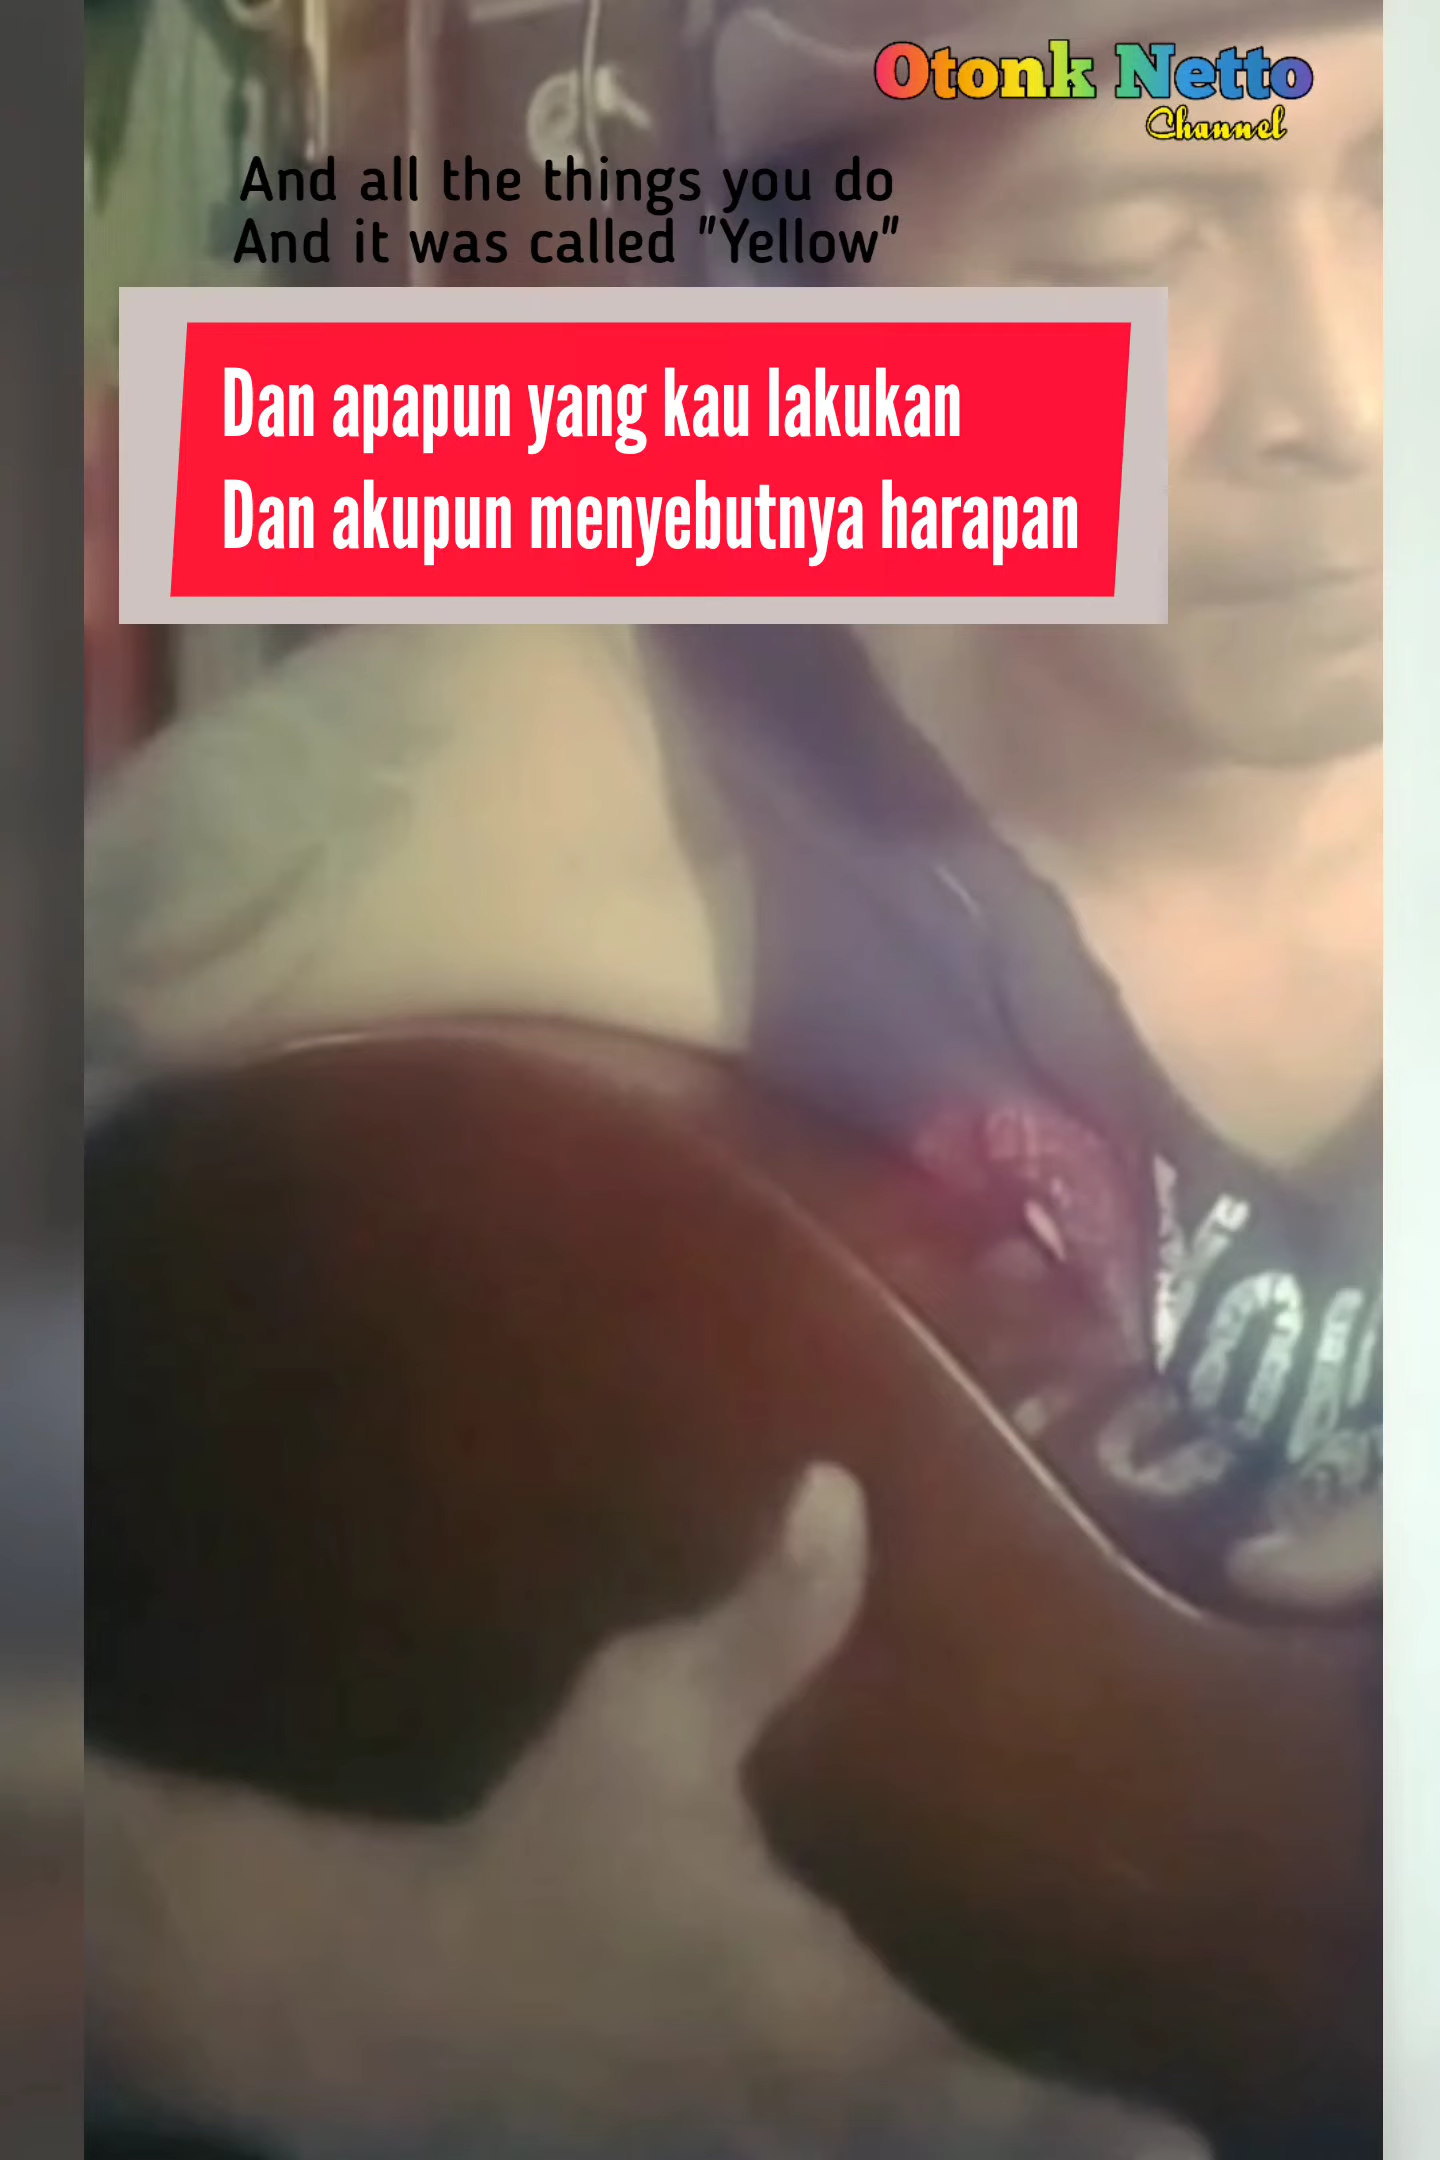 Otonk Netto
Channel
And all the things you do
And it was called "Yellow"
Dan apapun yang kau lakukan
Dan akupun menyebutnya harapan